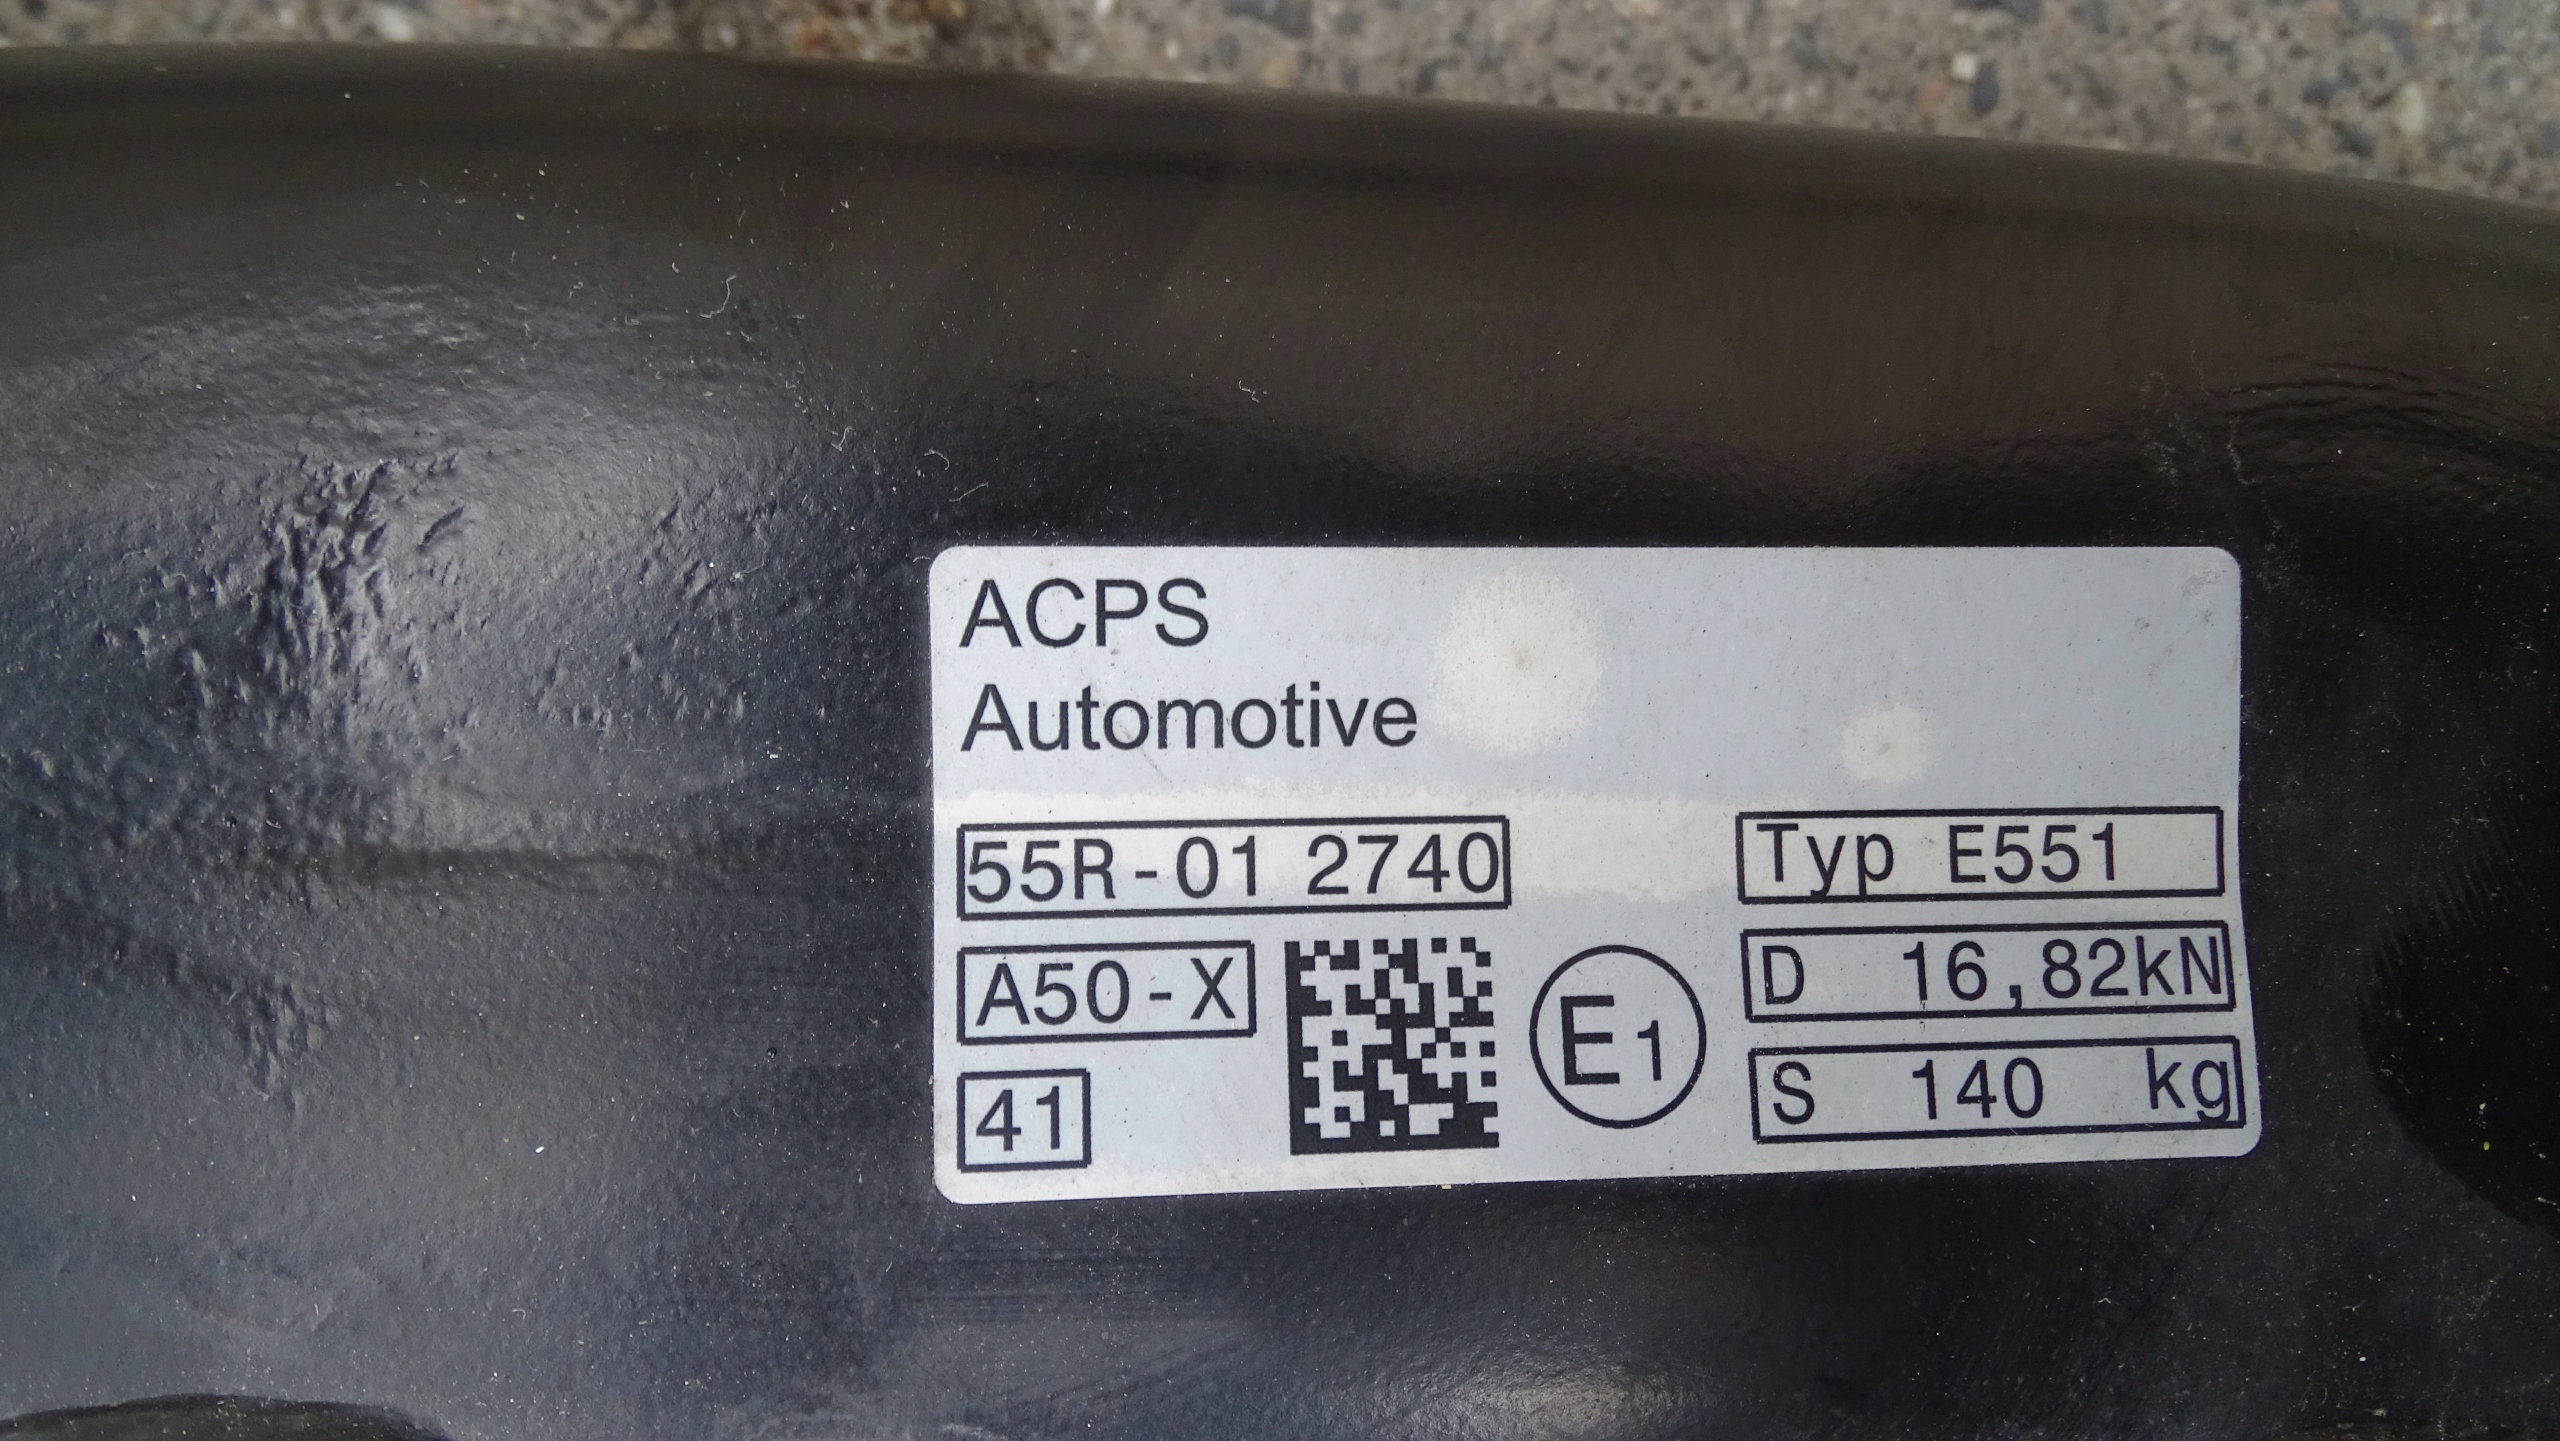 ACPS
Automotive
55R-01 2740
Typ E551
A50-X
E1
D 16,82kN
41
S 140 kg